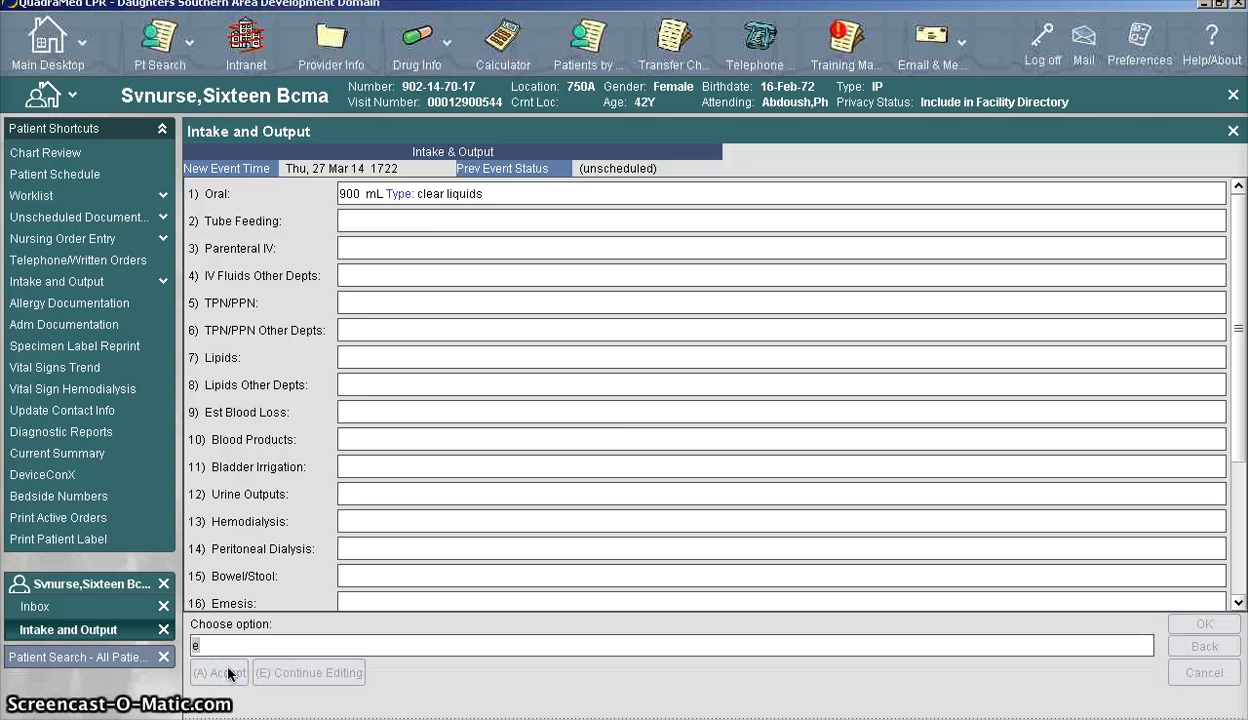 QuadraMed CPR - Daughters Southern Area Development Domain
Main Desktop
Pt Search
Intranet
Provider Info
Drug Info
Calculator
Patients by ...
Transfer Ch...
Telephone ...
Training Ma...
Email & Me...
Log off
Mail
Preferences
Help/About
Svnurse,Sixteen Bcma
Number: 902-14-70-17 Location: 750A Gender: Female Birthdate: 16-Feb-72 Type: IP
Visit Number: 00012900544 Crnt Loc: Age: 42Y Attending: Abdoush,Ph Privacy Status: Include in Facility Directory
Patient Shortcuts
Chart Review
Patient Schedule
Worklist
Unscheduled Document...
Nursing Order Entry
Telephone/Written Orders
Intake and Output
Allergy Documentation
Adm Documentation
Specimen Label Reprint
Vital Signs Trend
Vital Sign Hemodialysis
Update Contact Info
Diagnostic Reports
Current Summary
DeviceConX
Bedside Numbers
Print Active Orders
Print Patient Label
Svnurse,Sixteen Bc...
Inbox
Intake and Output
Patient Search - All Patie...
Intake and Output
Intake & Output
New Event Time Thu, 27 Mar 14 1722 Prev Event Status (unscheduled)
1) Oral: 900 mL Type: clear liquids
2) Tube Feeding:
3) Parenteral IV:
4) IV Fluids Other Depts:
5) TPN/PPN:
6) TPN/PPN Other Depts:
7) Lipids:
8) Lipids Other Depts:
9) Est Blood Loss:
10) Blood Products:
11) Bladder Irrigation:
12) Urine Outputs:
13) Hemodialysis:
14) Peritoneal Dialysis:
15) Bowel/Stool:
16) Emesis:
Choose option:
e
(A) Accept (E) Continue Editing
OK
Back
Cancel
Screencast-O-Matic.com